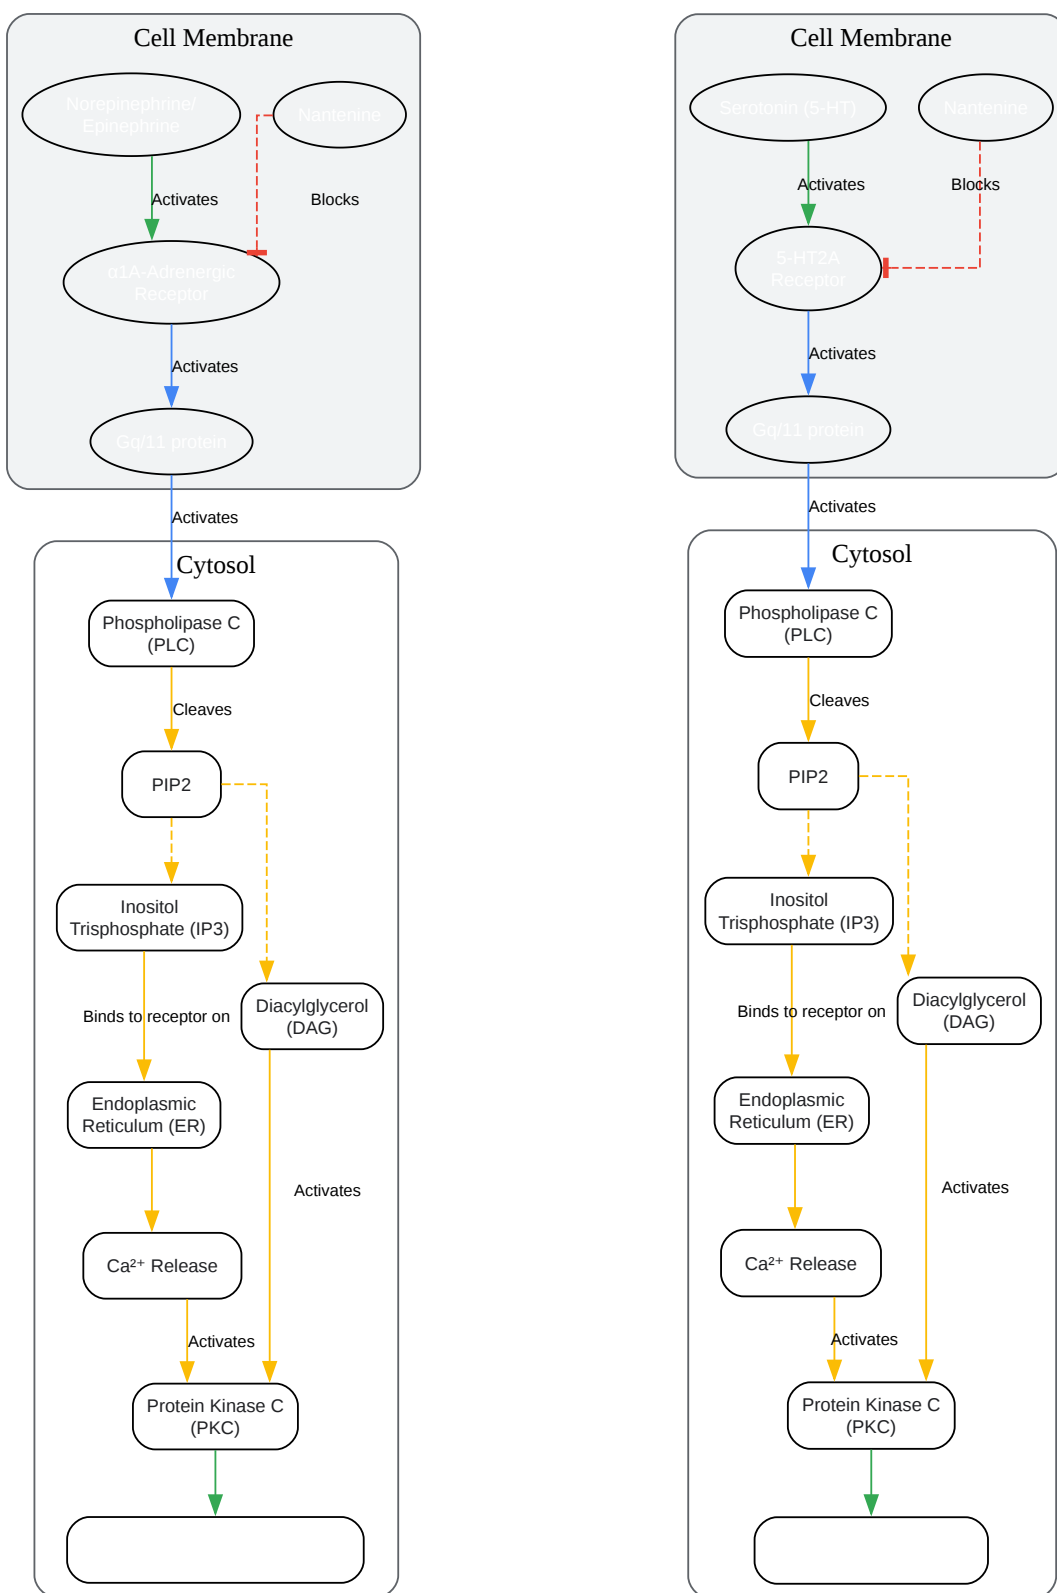 Cell Membrane
Norepinephrine/
Epinephrine
Nantenine
Activates
Blocks
α1A-Adrenergic
Receptor
Activates
Gq/11 protein
Activates
Cytosol
Phospholipase C
(PLC)
Cleaves
PIP2
Inositol
Trisphosphate (IP3)
Binds to receptor on
Diacylglycerol
(DAG)
Endoplasmic
Reticulum (ER)
Activates
Ca²⁺ Release
Activates
Protein Kinase C
(PKC)
Cell Membrane
Serotonin (5-HT)
Nantenine
Activates
Blocks
5-HT2A
Receptor
Activates
Gq/11 protein
Activates
Cytosol
Phospholipase C
(PLC)
Cleaves
PIP2
Inositol
Trisphosphate (IP3)
Binds to receptor on
Diacylglycerol
(DAG)
Endoplasmic
Reticulum (ER)
Activates
Ca²⁺ Release
Activates
Protein Kinase C
(PKC)